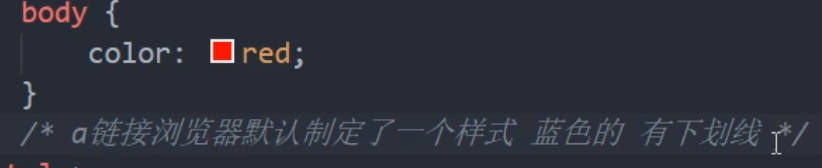 body {
color: red;
}
/* a链接浏览器默认制定了一个样式 蓝色的 有下划线 */